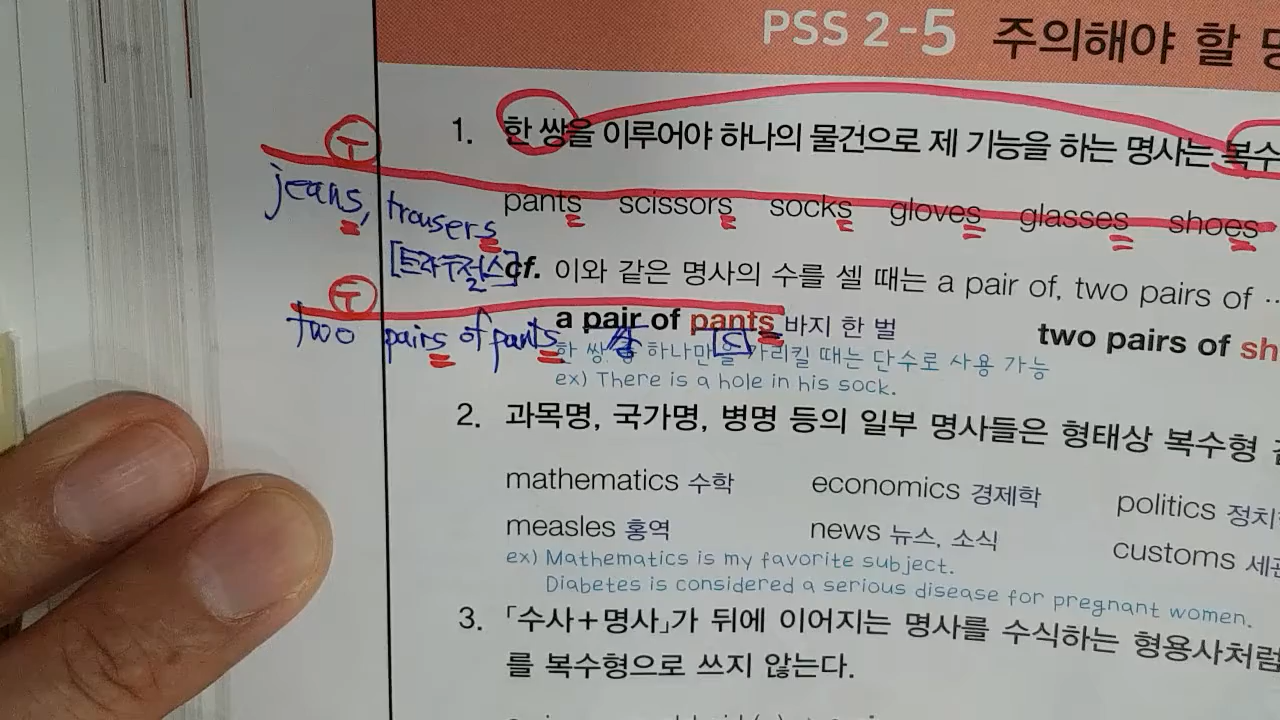 PSS 2-5 주의해야 할
1. 한 쌍을 이루어야 하나의 물건으로 제 기능을 하는 명사는 복수
T
jeans, trousers
pants scissors socks gloves glasses shoes
cf. 이와 같은 명사의 수를 셀 때는 a pair of, two pairs of ···
T
two pairs of pants
a pair of pants 바지 한 벌 two pairs of sh
한 쌍 하나만 가리킬 때는 단수로 사용 가능
ex) There is a hole in his sock.
2. 과목명, 국가명, 병명 등의 일부 명사들은 형태상 복수형
mathematics 수학 economics 경제학 politics 정치
measles 홍역 news 뉴스, 소식 customs 세관
ex) Mathematics is my favorite subject.
Diabetes is considered a serious disease for pregnant women.
3. 「수사+명사」가 뒤에 이어지는 명사를 수식하는 형용사처럼
를 복수형으로 쓰지 않는다.